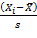 (xᵢ - x̄)
s